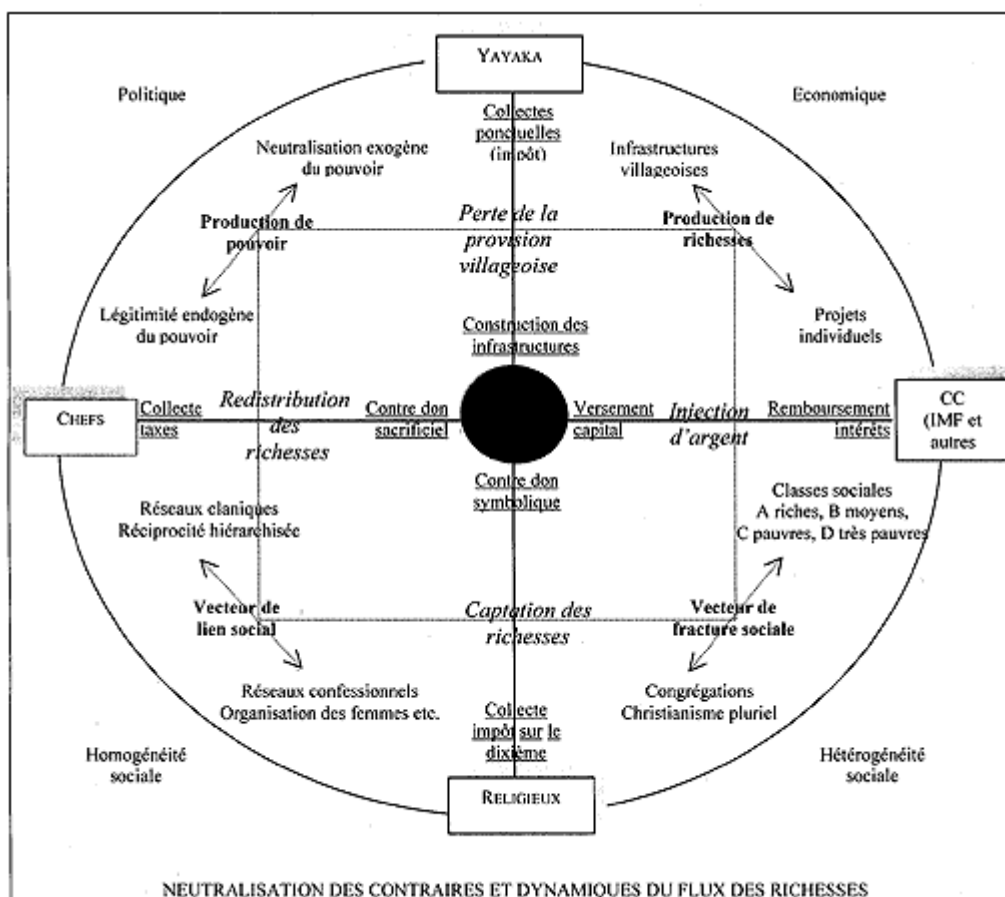 YAYAKA
Politique
Economique
Collectes
ponctuelles
(impôt)
Neutralisation exogène
du pouvoir
Infrastructures
villageoises
Production de
pouvoir
Perte de la
provision
villageoise
Production de
richesses
Légitimité endogène
du pouvoir
Construction des
infrastructures
Projets
individuels
CHEFS
Collecte
taxes
Redistribution
des
richesses
Contre don
sacrificiel
Versement
capital
Injection
d'argent
Remboursement
intérêts
CC
(IMF et
autres
Contre don
symbolique
Réseaux claniques
Réciprocité hiérarchisée
Classes sociales
A riches, B moyens,
C pauvres, D très pauvres
Vecteur de
lien social
Captation des
richesses
Vecteur de
fracture sociale
Réseaux confessionnels
Organisation des femmes etc.
Collecte
impôt sur le
dixième
Congrégations
Christianisme pluriel
Homogénéité
sociale
Hétérogénéité
sociale
RELIGIEUX
NEUTRALISATION DES CONTRAIRES ET DYNAMIQUES DU FLUX DES RICHESSES